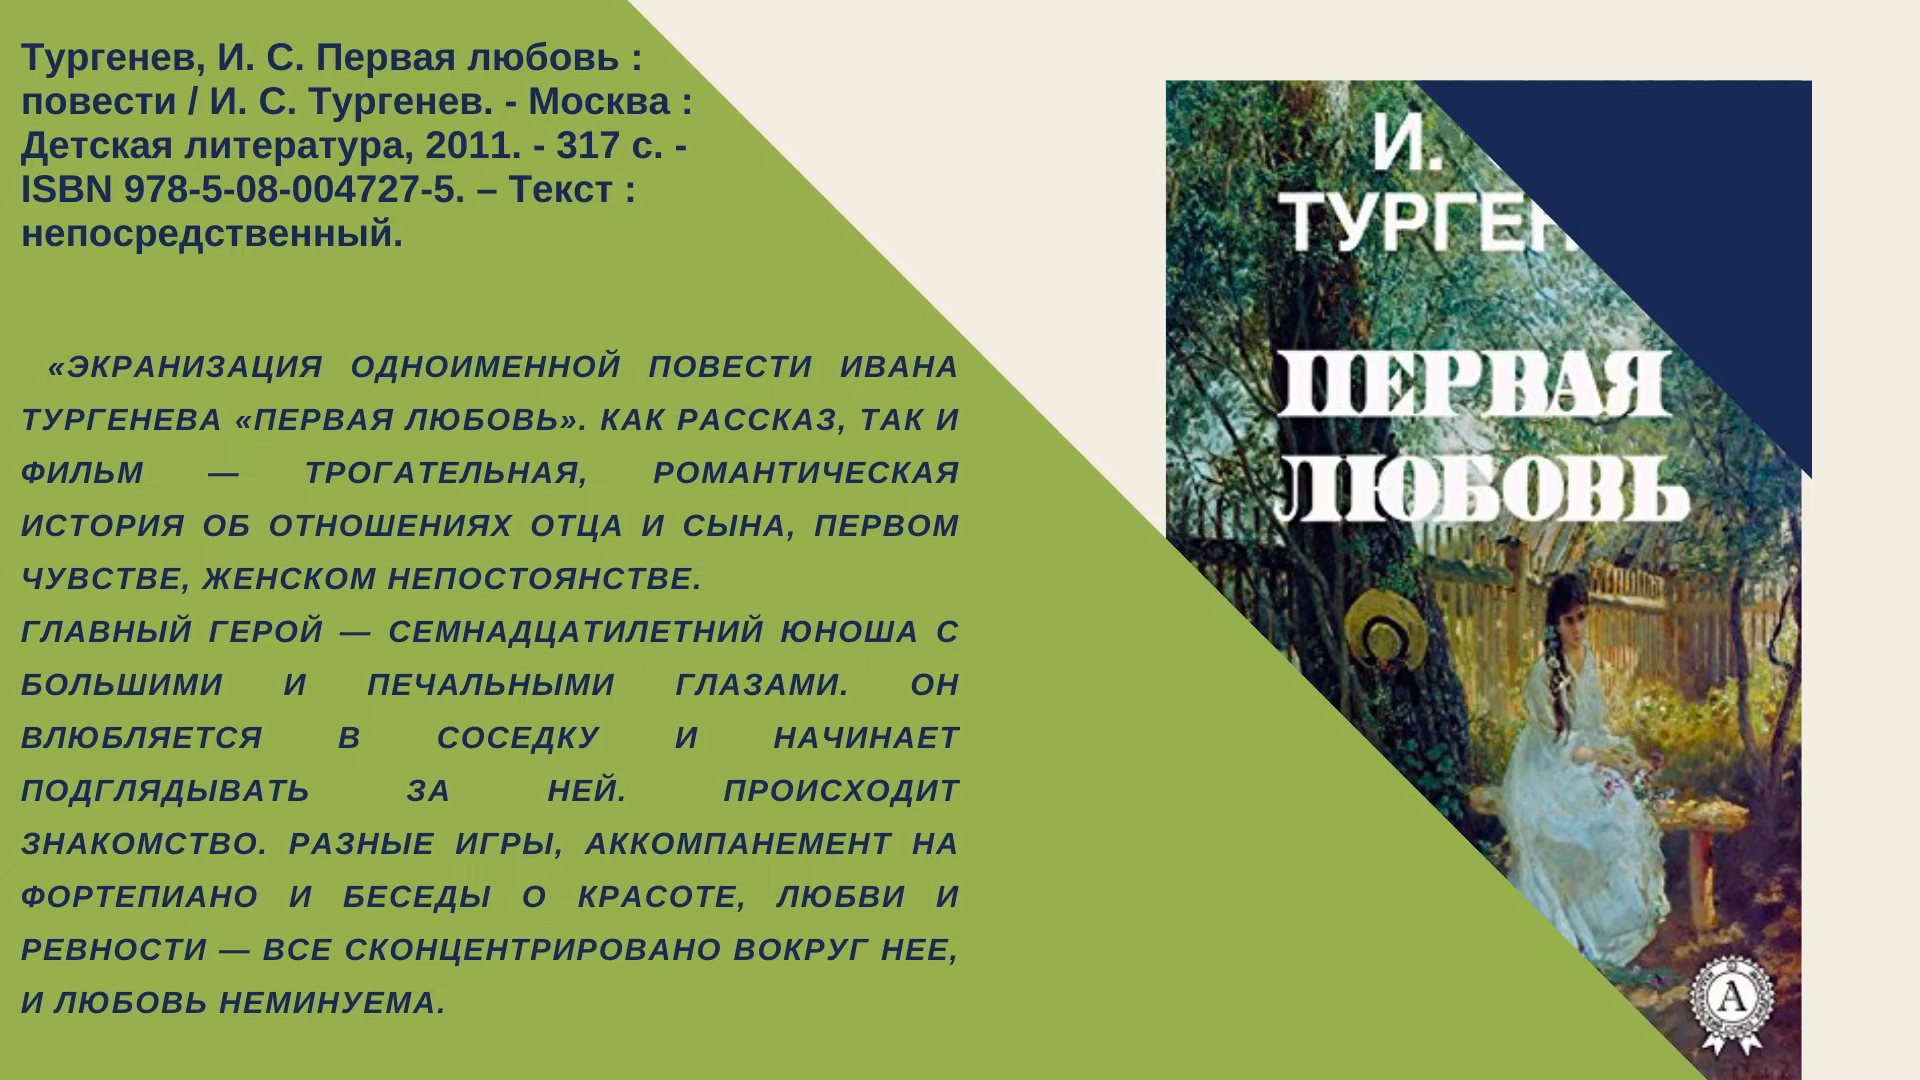 Тургенев, И. С. Первая любовь :
повести / И. С. Тургенев. - Москва :
Детская литература, 2011. - 317 с. -
ISBN 978-5-08-004727-5. – Текст :
непосредственный.
«ЭКРАНИЗАЦИЯ ОДНОИМЕННОЙ ПОВЕСТИ ИВАНА
ТУРГЕНЕВА «ПЕРВАЯ ЛЮБОВЬ». КАК РАССКАЗ, ТАК И
ФИЛЬМ — ТРОГАТЕЛЬНАЯ, РОМАНТИЧЕСКАЯ
ИСТОРИЯ ОБ ОТНОШЕНИЯХ ОТЦА И СЫНА, ПЕРВОМ
ЧУВСТВЕ, ЖЕНСКОМ НЕПОСТОЯНСТВЕ.
ГЛАВНЫЙ ГЕРОЙ — СЕМНАДЦАТИЛЕТНИЙ ЮНОША С
БОЛЬШИМИ И ПЕЧАЛЬНЫМИ ГЛАЗАМИ. ОН
ВЛЮБЛЯЕТСЯ В СОСЕДКУ И НАЧИНАЕТ
ПОДГЛЯДЫВАТЬ ЗА НЕЙ. ПРОИСХОДИТ
ЗНАКОМСТВО. РАЗНЫЕ ИГРЫ, АККОМПАНЕМЕНТ НА
ФОРТЕПИАНО И БЕСЕДЫ О КРАСОТЕ, ЛЮБВИ И
РЕВНОСТИ — ВСЕ СКОНЦЕНТРИРОВАНО ВОКРУГ НЕЕ,
И ЛЮБОВЬ НЕМИНУЕМА.
И.
ТУРГЕН
ПЕРВАЯ
ЛЮБОВЬ
А